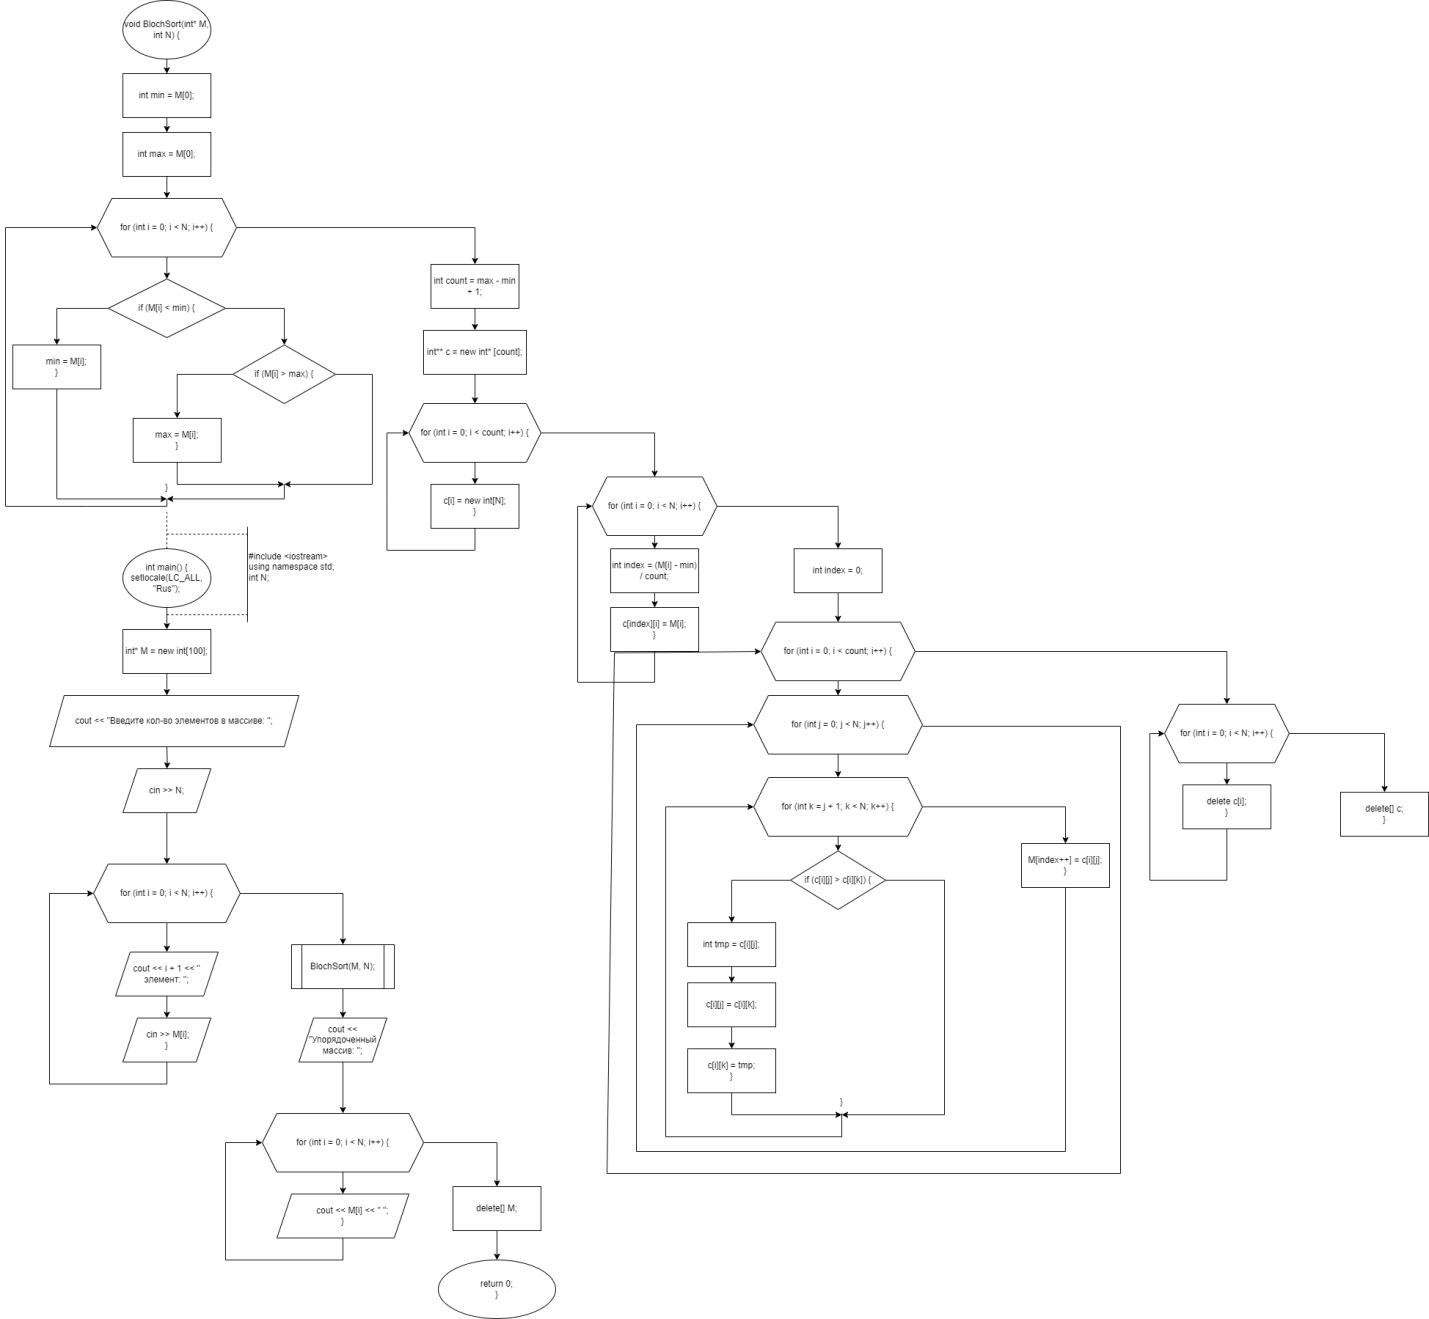 void BlochSort(int* M,
int N) {
int min = M[0];
int max = M[0];
for (int i = 0; i < N; i++) {
if (M[i] < min) {
min = M[i];
}
if (M[i] > max) {
max = M[i];
}
}
int count = max - min
+ 1;
int** c = new int* [count];
for (int i = 0; i < count; i++) {
c[i] = new int[N];
}
for (int i = 0; i < N; i++) {
int index = (M[i] - min)
/ count;
c[index][i] = M[i];
}
int index = 0;
for (int i = 0; i < count; i++) {
for (int j = 0; j < N; j++) {
for (int k = j + 1; k < N; k++) {
if (c[i][j] > c[i][k]) {
int tmp = c[i][j];
c[i][j] = c[i][k];
c[i][k] = tmp;
}
}
M[index++] = c[i][j];
}
for (int i = 0; i < N; i++) {
delete c[i];
}
delete[] c;
}
#include <iostream>
using namespace std;
int N;
int main() {
setlocale(LC_ALL,
"Rus");
int* M = new int[100];
cout << "Введите кол-во элементов в массиве: ";
cin >> N;
for (int i = 0; i < N; i++) {
cout << i + 1 << "
элемент: ";
cin >> M[i];
}
BlochSort(M, N);
cout <<
"Упорядоченный
массив: ";
for (int i = 0; i < N; i++) {
cout << M[i] << " ";
}
delete[] M;
return 0;
}